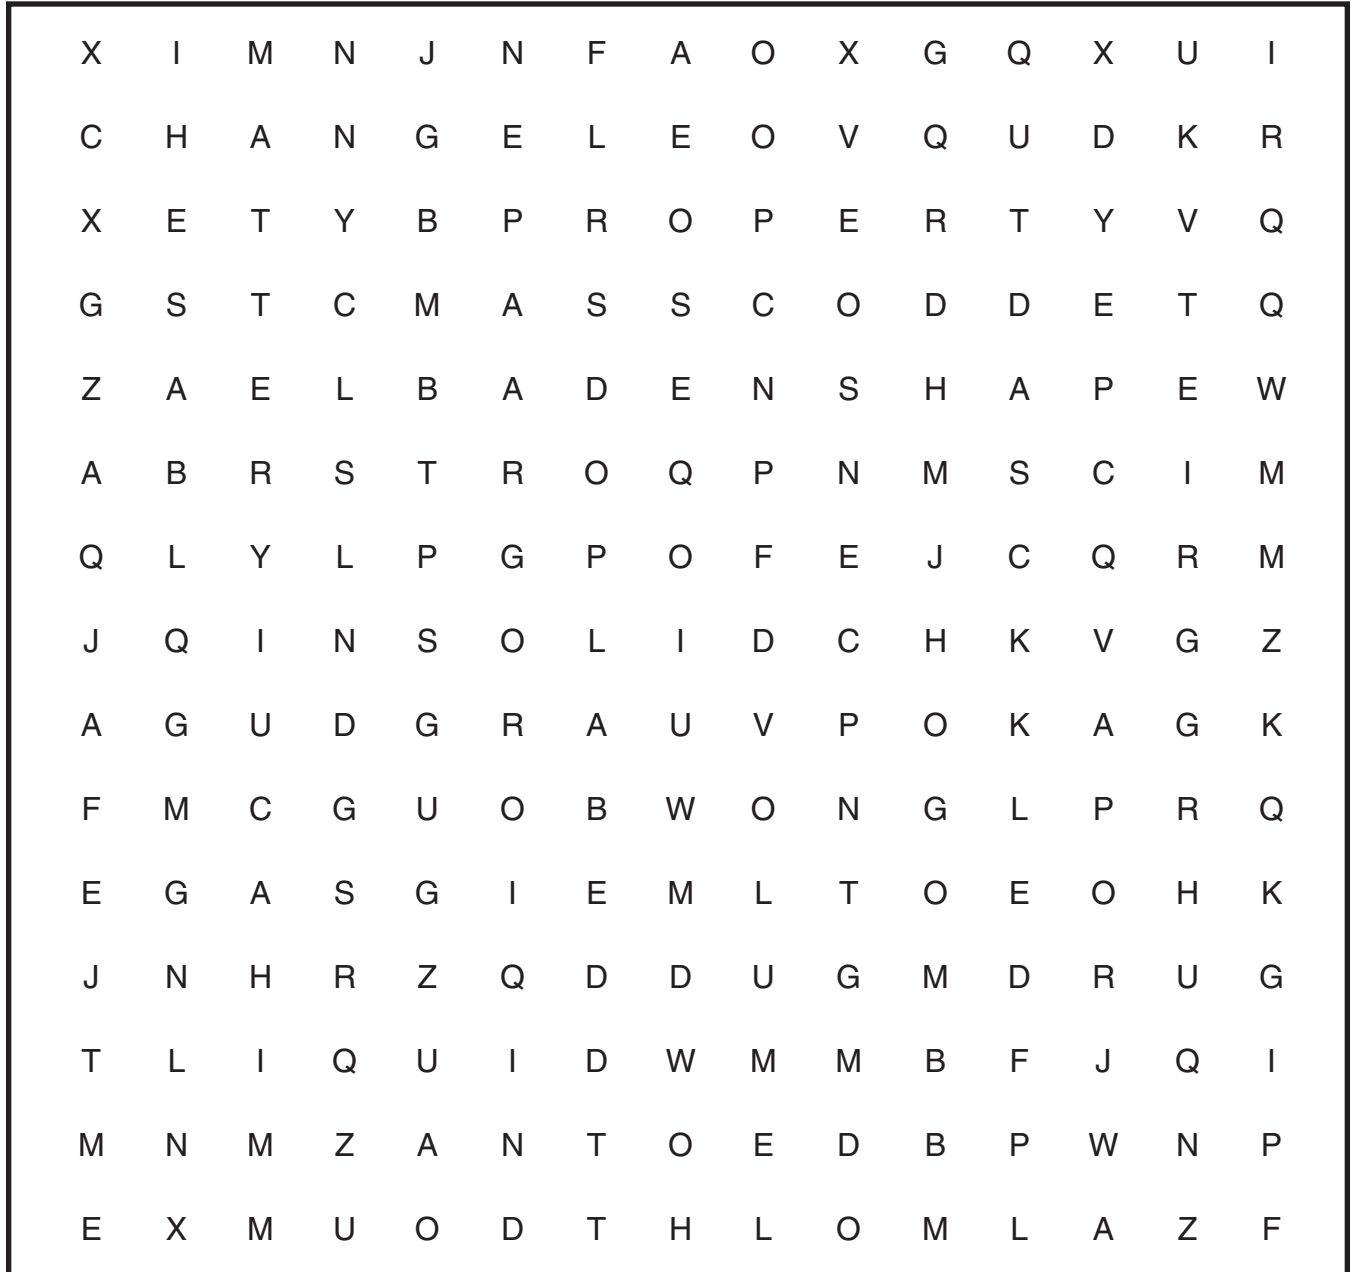 X I M N J N F A O X G Q X U I
C H A N G E L E O V Q U D K R
X E T Y B P R O P E R T Y V Q
G S T C M A S S C O D D E T Q
Z A E L B A D E N S H A P E W
A B R S T R O Q P N M S C I M
Q L Y L P G P O F E J C Q R M
J Q I N S O L I D C H K V G Z
A G U D G R A U V P O K A G K
F M C G U O B W O N G L P R Q
E G A S G I E M L T O E O H K
J N H R Z Q D D U G M D R U G
T L I Q U I D W M M B F J Q I
M N M Z A N T O E D B P W N P
E X M U O D T H L O M L A Z F